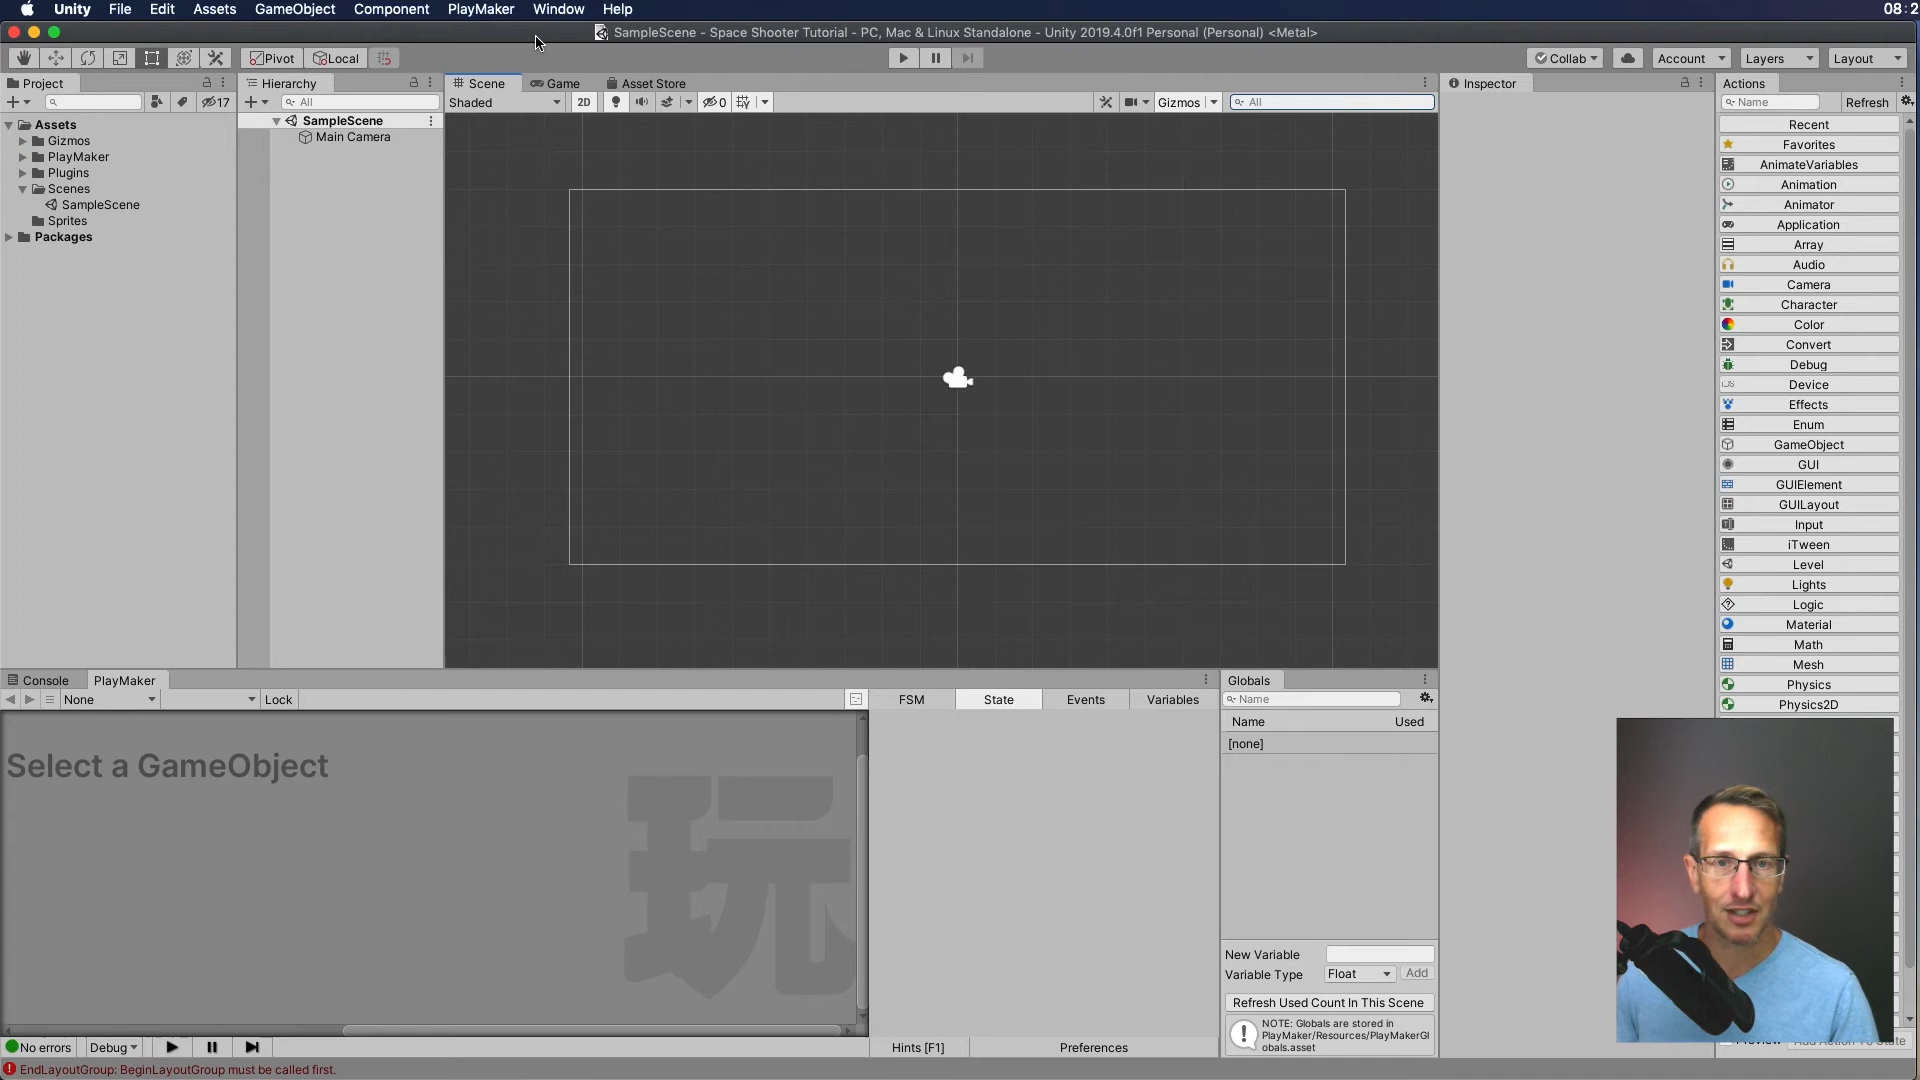 Unity File Edit Assets GameObject Component PlayMaker Window Help 08:2
SampleScene - Space Shooter Tutorial - PC, Mac & Linux Standalone - Unity 2019.4.0f1 Personal (Personal) <Metal>
Pivot Local Collab Account Layers Layout
Project Hierarchy Scene Game Asset Store Inspector Actions
17 All Shaded 2D 0 Gizmos All Name Refresh
Assets
Gizmos
PlayMaker
Plugins
Scenes
SampleScene
Sprites
Packages
SampleScene
Main Camera
Recent
Favorites
AnimateVariables
Animation
Animator
Application
Array
Audio
Camera
Character
Color
Convert
Debug
Device
Effects
Enum
GameObject
GUI
GUIElement
GUILayout
Input
iTween
Level
Lights
Logic
Material
Math
Mesh
Physics
Physics2D
Console PlayMaker
None Lock FSM State Events Variables
Select a GameObject
玩
Globals
Name
Name Used
[none]
New Variable
Variable Type Float Add
Refresh Used Count In This Scene
NOTE: Globals are stored in
PlayMaker/Resources/PlayMakerGl
obals.asset
No errors Debug Hints [F1] Preferences
Preview Add Action To State
EndLayoutGroup: BeginLayoutGroup must be called first.